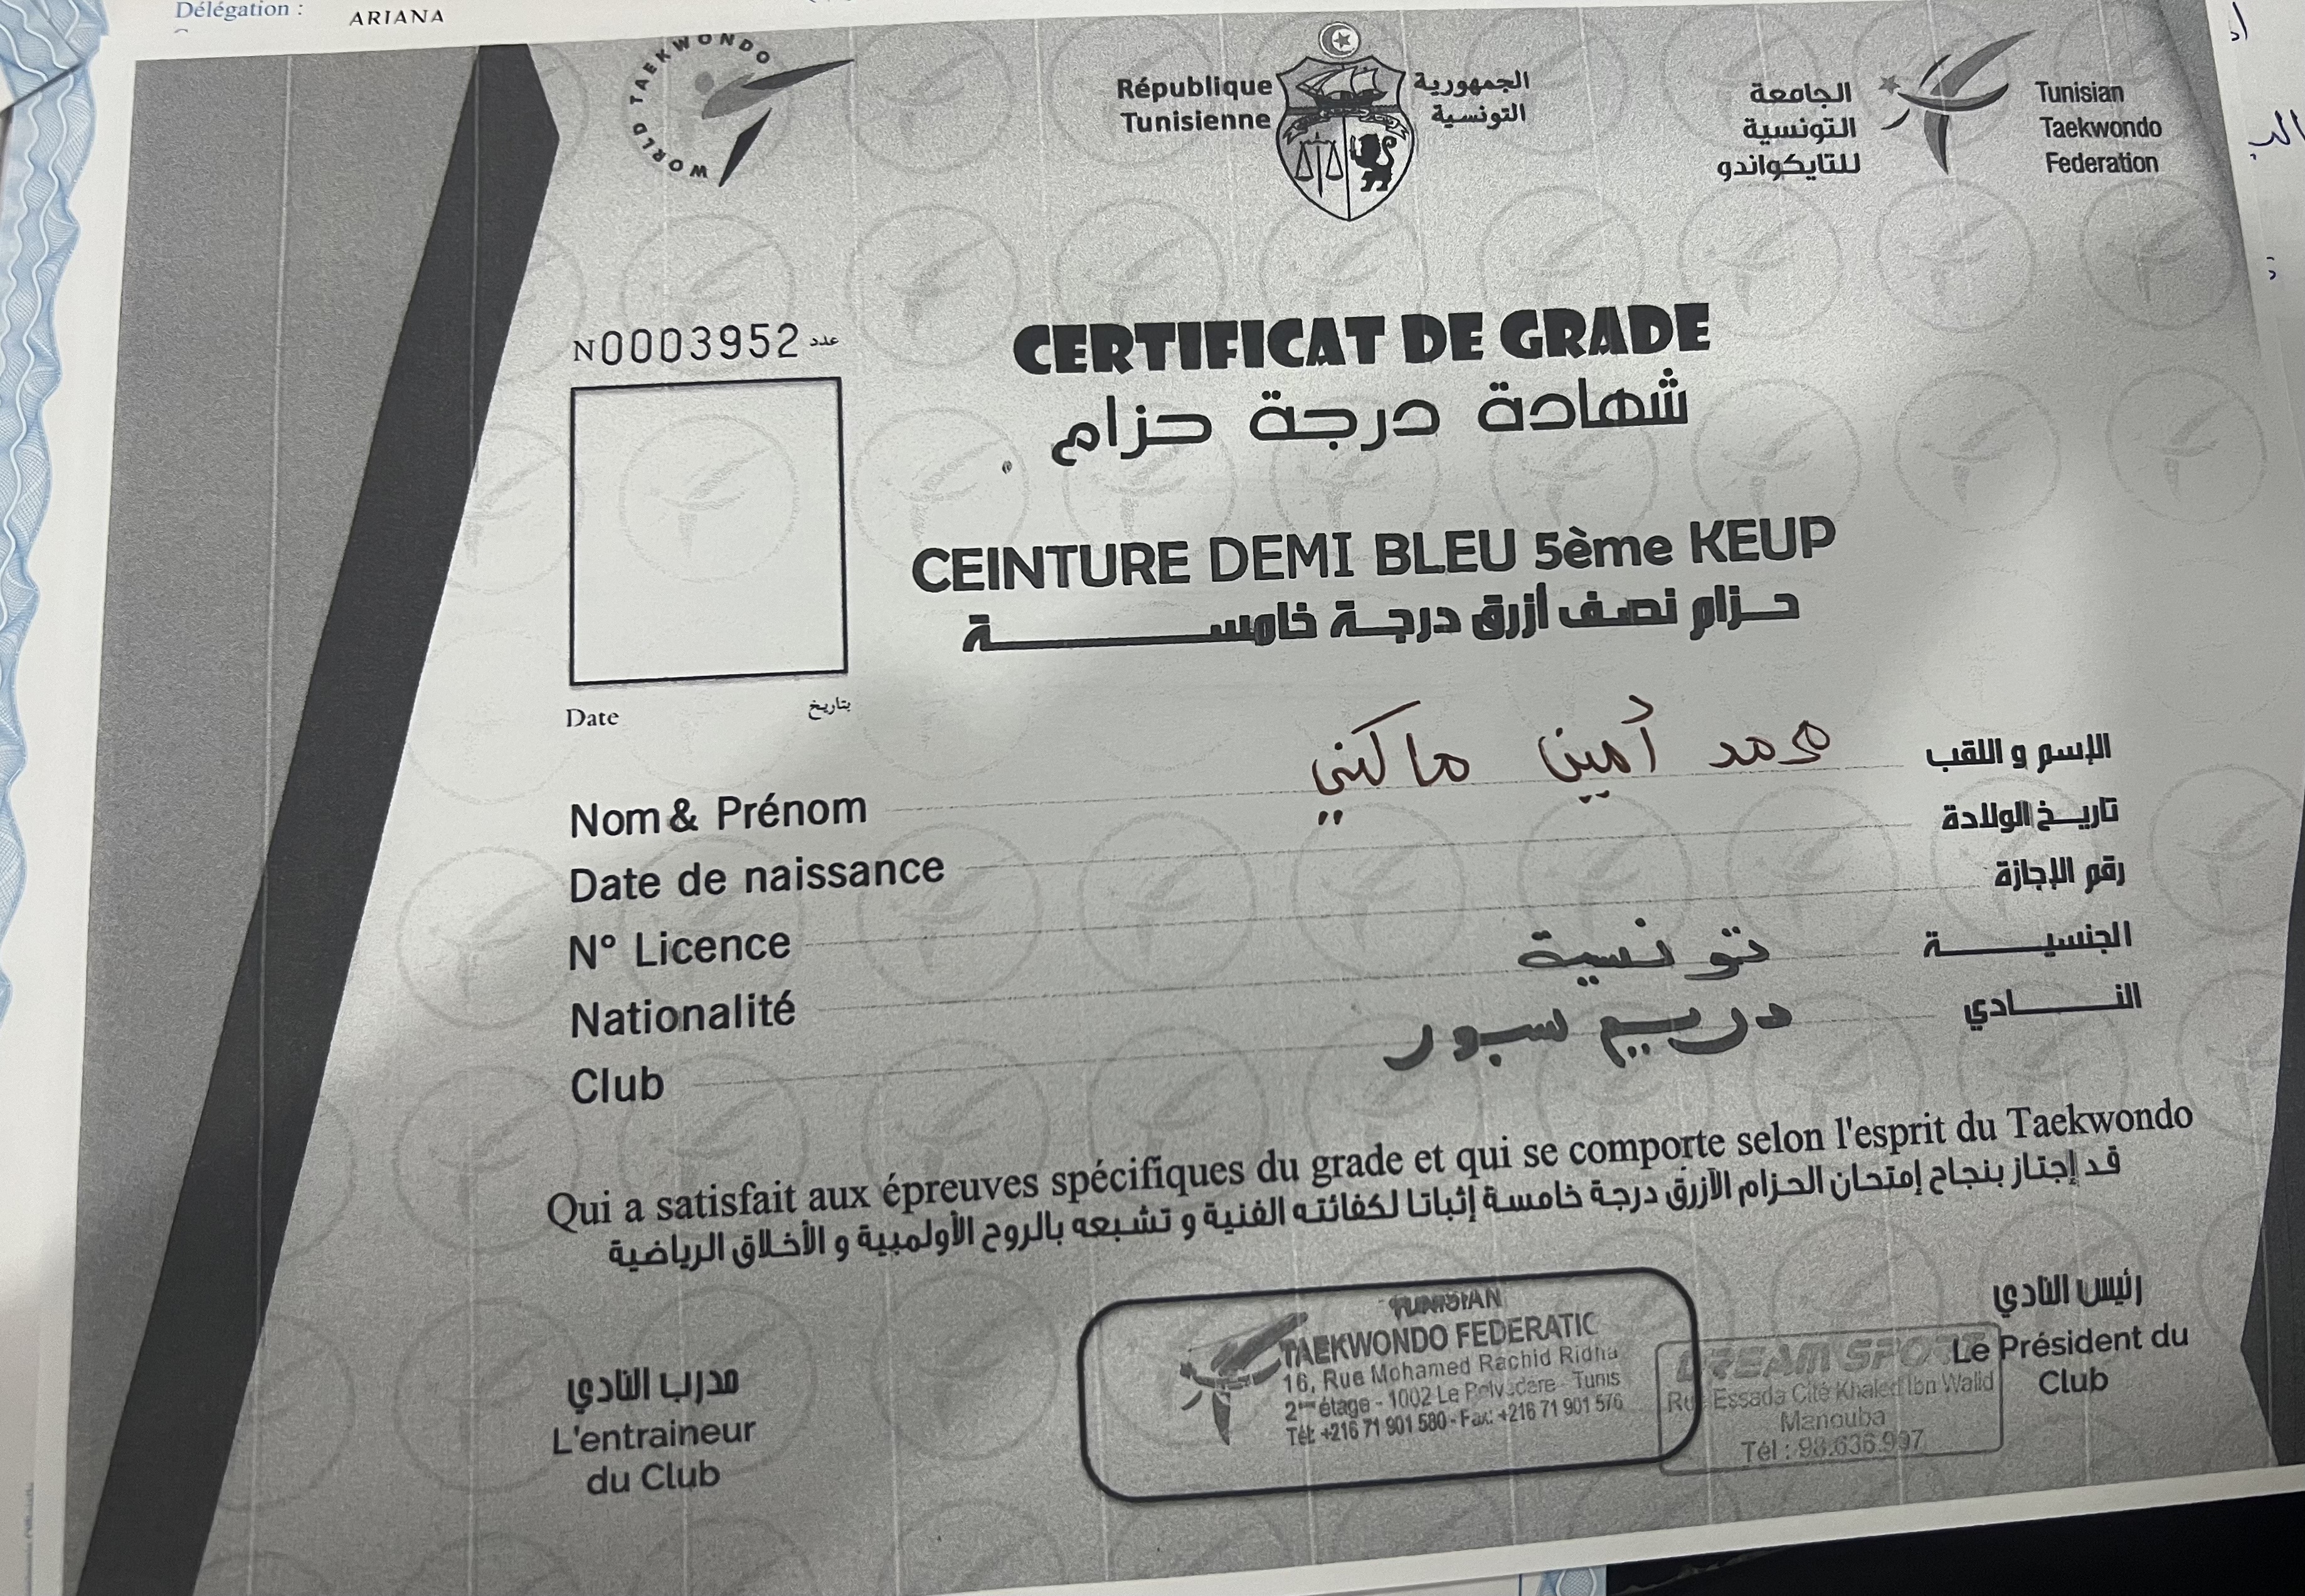 Délégation : ARIANA
WORLD TAEKWONDO
République
Tunisienne
الجمهورية
التونسية
الجامعة
التونسية
للتايكواندو
Tunisian
Taekwondo
Federation
N0003952 عدد
CERTIFICAT DE GRADE
شهادة درجة حزام
CEINTURE DEMI BLEU 5ème KEUP
حزام نصف أزرق درجة خامسة
Date بتاريخ
Nom & Prénom محمد أمين ماكني الإسم و اللقب
Date de naissance تاريخ الولادة
N° Licence رقم الإجازة
Nationalité تونسية الجنسية
Club دريم سبور النادي
Qui a satisfait aux épreuves spécifiques du grade et qui se comporte selon l'esprit du Taekwondo
قد إجتاز بنجاح إمتحان الحزام الأزرق درجة خامسة إثباتا لكفائته الفنية و تشبعه بالروح الأولمبية و الأخلاق الرياضية
مدرب النادي
L'entraineur
du Club
TUNISIAN
TAEKWONDO FEDERATIC
16, Rue Mohamed Rachid Ridha
2ème étage - 1002 Le Belvédère - Tunis
Tél: +216 71 901 580 - Fax: +216 71 901 576
DREAM SPORT
Rue Essada Cité Khaled Ibn Walid
Manouba
Tél : 98.636.997
رئيس النادي
Le Président du
Club